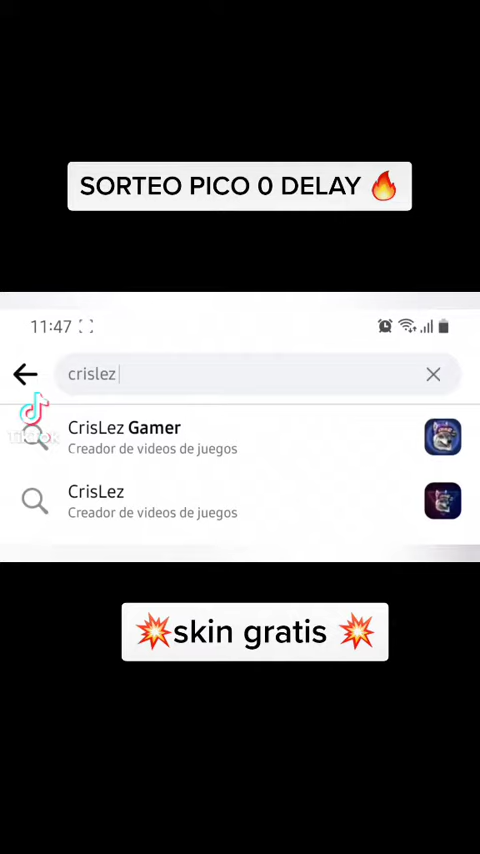 SORTEO PICO 0 DELAY 🔥
11:47
crislez
CrisLez Gamer
Creador de videos de juegos
TikTok
CrisLez
Creador de videos de juegos
💥skin gratis 💥